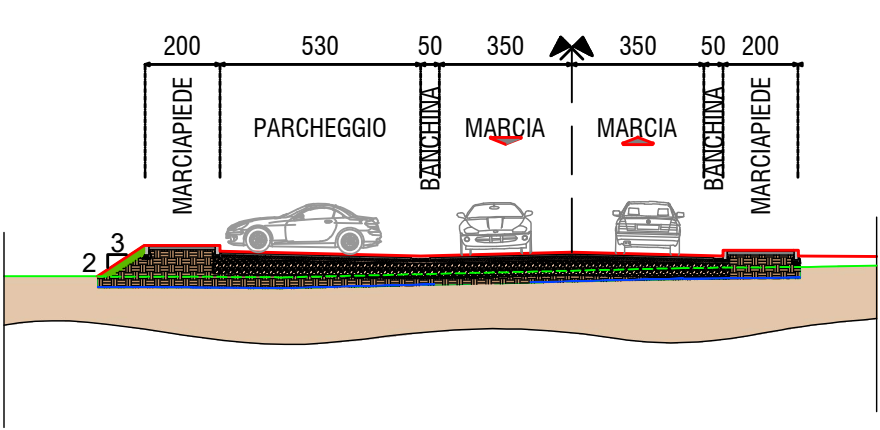 200 530 50 350 350 50 200
MARCIAPIEDE
PARCHEGGIO
BANCHINA
MARCIA
MARCIA
BANCHINA
MARCIAPIEDE
3
2